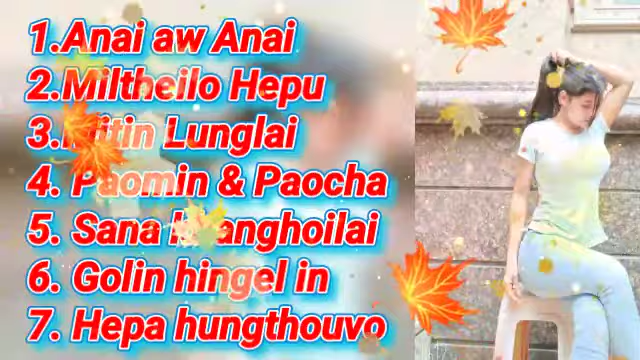 1.Anai aw Anai
2.Miltheilo Hepu
3. Lunglai
4. Paomin & Paocha
5. Sana
6. Golin hingel in
7. Hepa hungthouvo